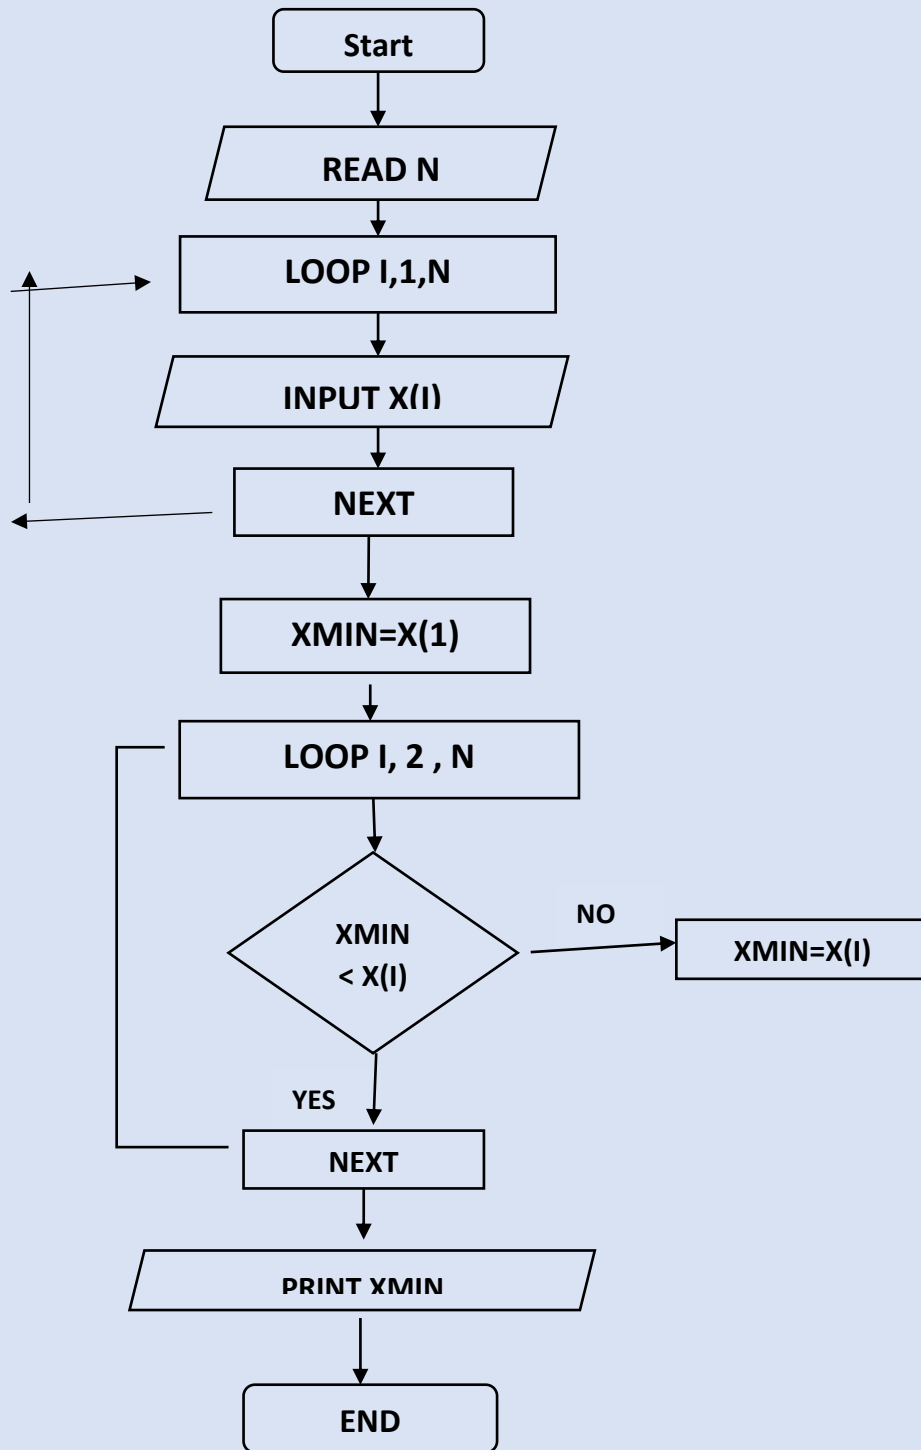 Start
READ N
LOOP I,1,N
INPUT X(I)
NEXT
XMIN=X(1)
LOOP I, 2 , N
XMIN
< X(I)
NO
XMIN=X(I)
YES
NEXT
PRINT XMIN
END